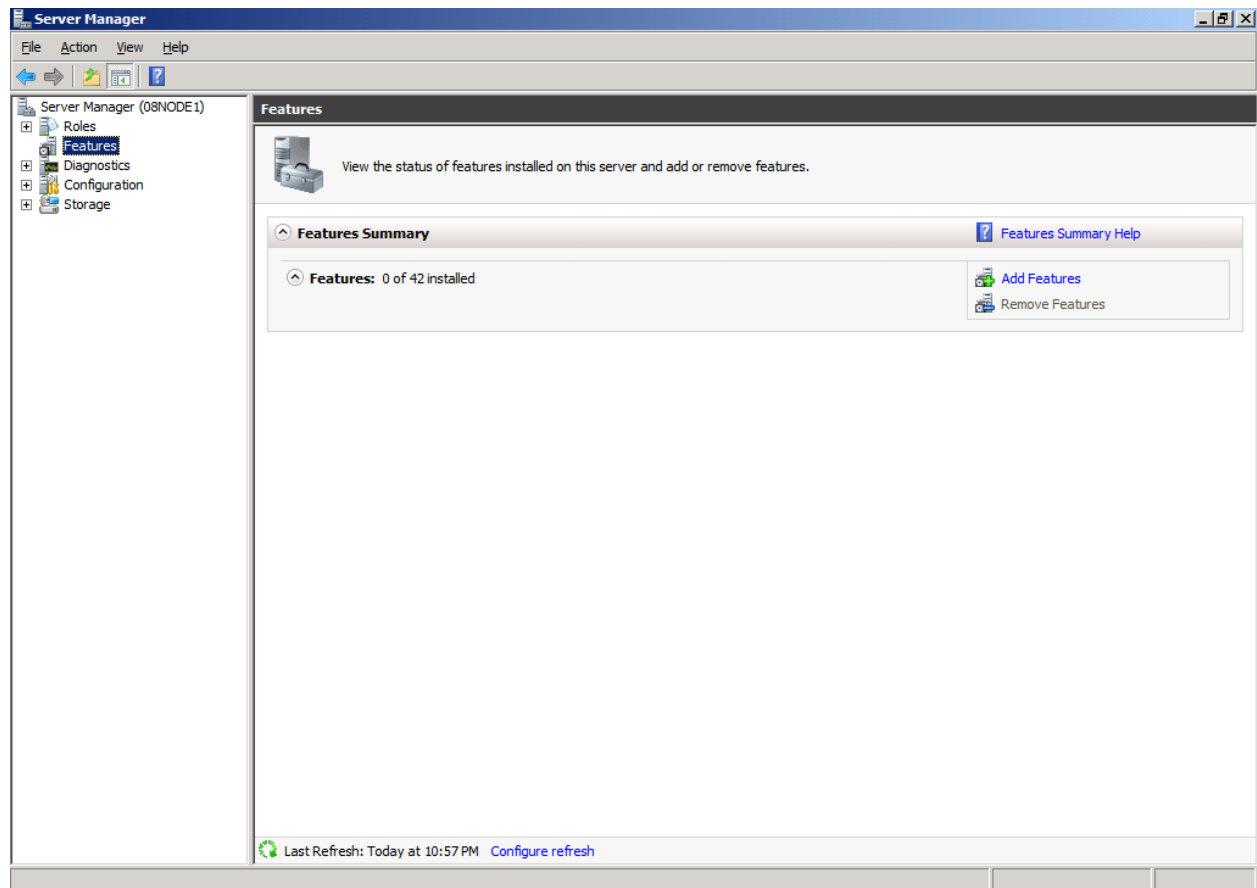 Server Manager
File Action View Help
Server Manager (08NODE1)
Roles
Features
Diagnostics
Configuration
Storage
Features
View the status of features installed on this server and add or remove features.
Features Summary
Features Summary Help
Features: 0 of 42 installed
Add Features
Remove Features
Last Refresh: Today at 10:57 PM Configure refresh